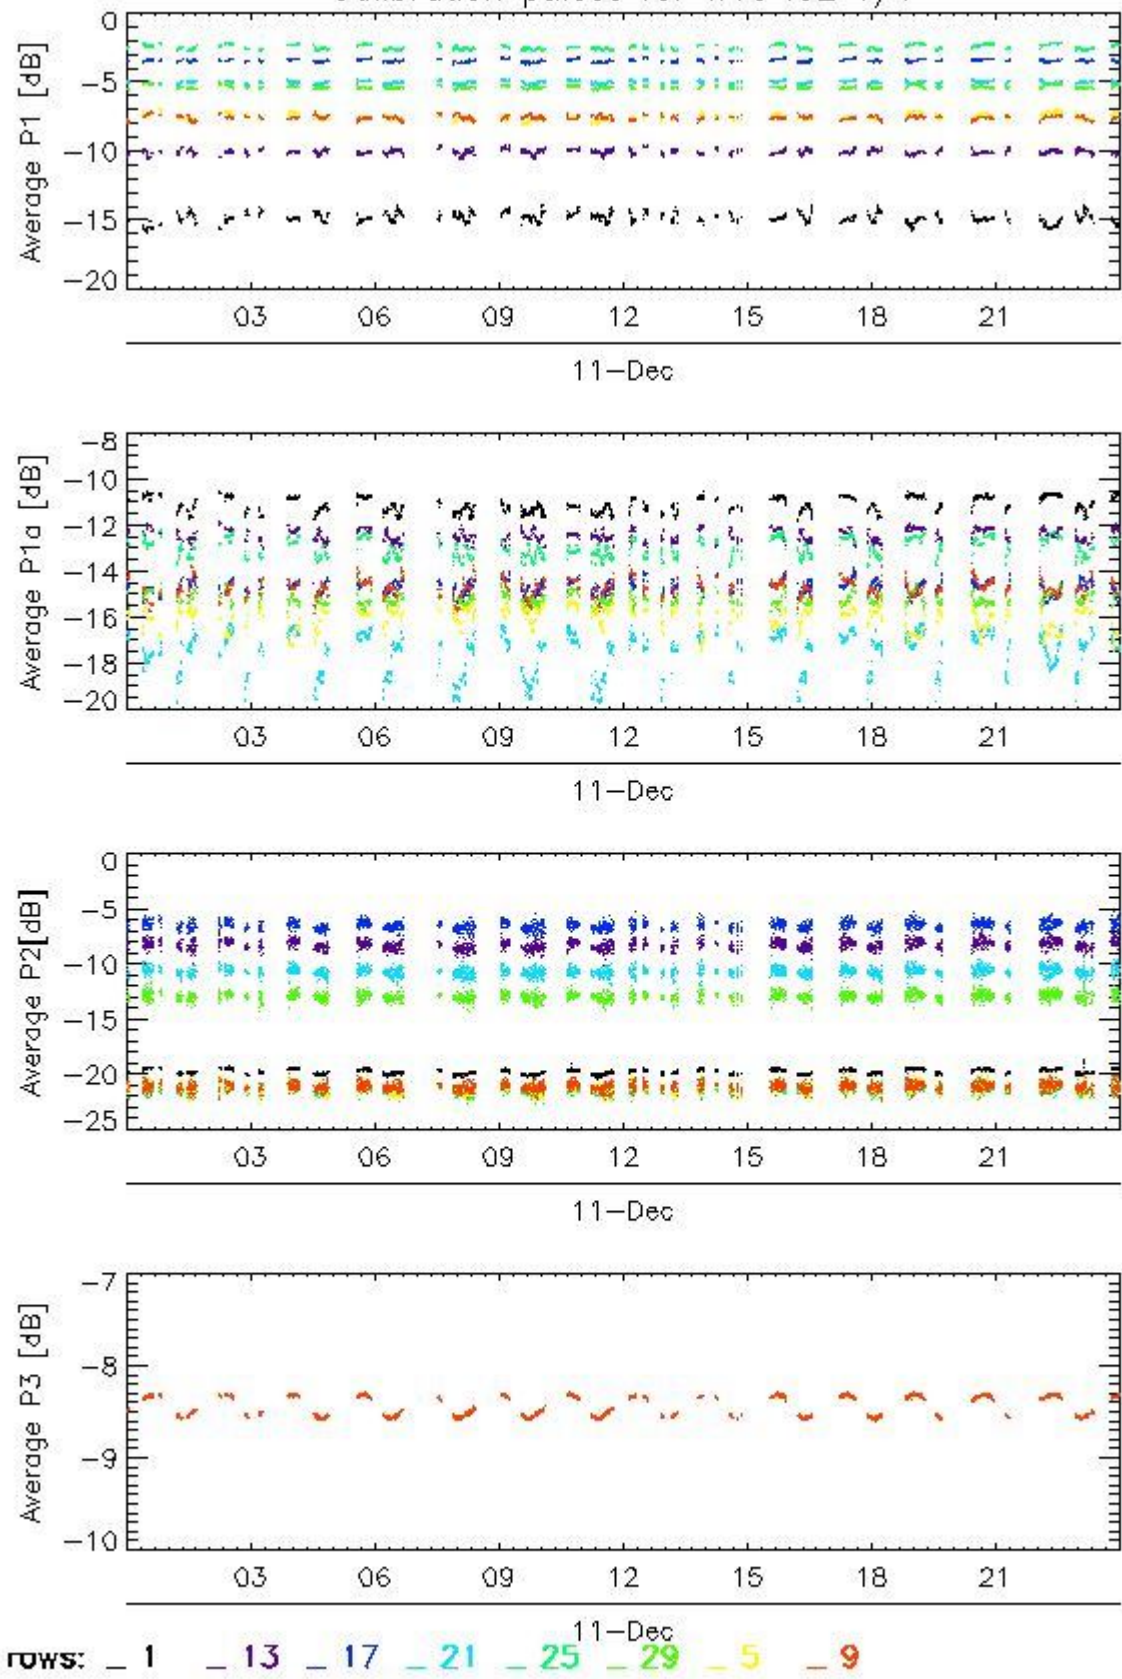 0
-5
-10
-15
-20
Average P1 [dB]
03 06 09 12 15 18 21
11-Dec
-8
-10
-12
-14
-16
-18
-20
Average P1a [dB]
03 06 09 12 15 18 21
11-Dec
0
-5
-10
-15
-20
-25
Average P2[dB]
03 06 09 12 15 18 21
11-Dec
-7
-8
-9
-10
Average P3 [dB]
03 06 09 12 15 18 21
11-Dec
rows: _ 1 _ 13 _ 17 _ 21 _ 25 _ 29 _ 5 _ 9